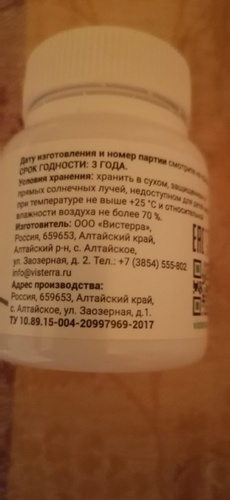 Дату изготовления и номер партии смотрите на
СРОК ГОДНОСТИ: 3 ГОДА.
Условия хранения: хранить в сухом, защищённом
прямых солнечных лучей, недоступном для
при температуре не выше +25 °С и относительной
влажности воздуха не более 70 %.
Изготовитель: ООО «Вистерра»,
Россия, 659653, Алтайский край,
Алтайский р-н, с. Алтайское,
ул. Заозерная, д. 2. Тел.: +7 (3854) 555-802
info@visterra.ru
Адрес производства:
Россия, 659653, Алтайский край,
с. Алтайское, ул. Заозерная, д.1.
ТУ 10.89.15-004-20997969-2017
EAC